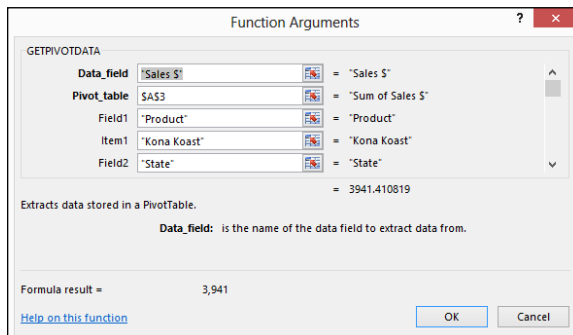 Function Arguments
? ×
GETPIVOTDATA
Data_field "Sales $" = "Sales $"
Pivot_table $A$3 = "Sum of Sales $"
Field1 "Product" = "Product"
Item1 "Kona Koast" = "Kona Koast"
Field2 "State" = "State"
= 3941.410819
Extracts data stored in a PivotTable.
Data_field: is the name of the data field to extract data from.
Formula result = 3,941
Help on this function
OK Cancel